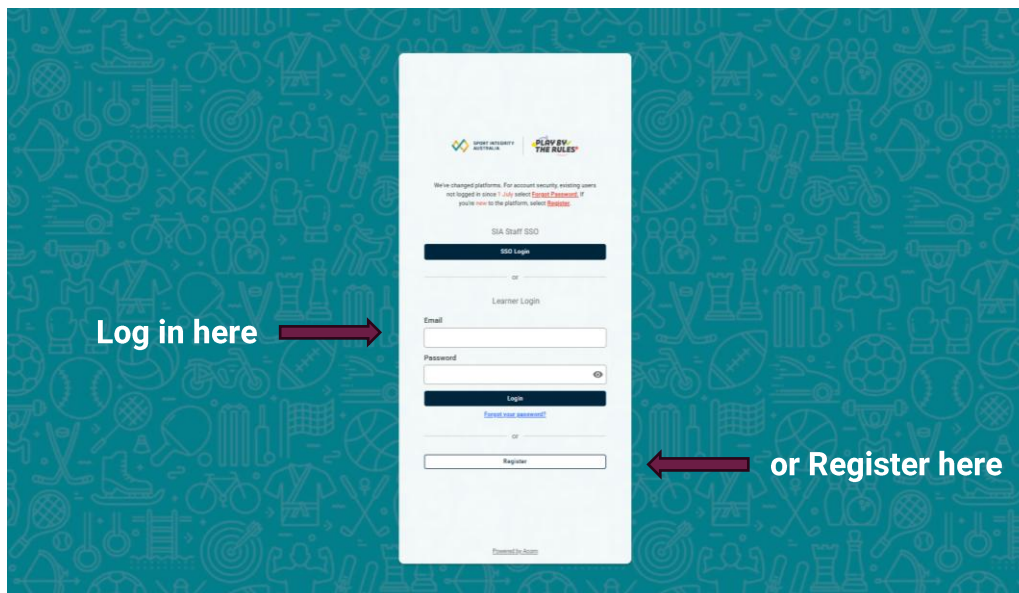 SPORT INTEGRITY
AUSTRALIA
PLAY BY
THE RULES
We've changed platforms. For account security, existing users
not logged in since 1 July select Forgot Password. If
you're new to the platform, select Register.
SIA Staff SSO
SSO Login
or
Learner Login
Email
Log in here
Password
Login
Forgot your password?
or
Register
or Register here
Powered by Acorn